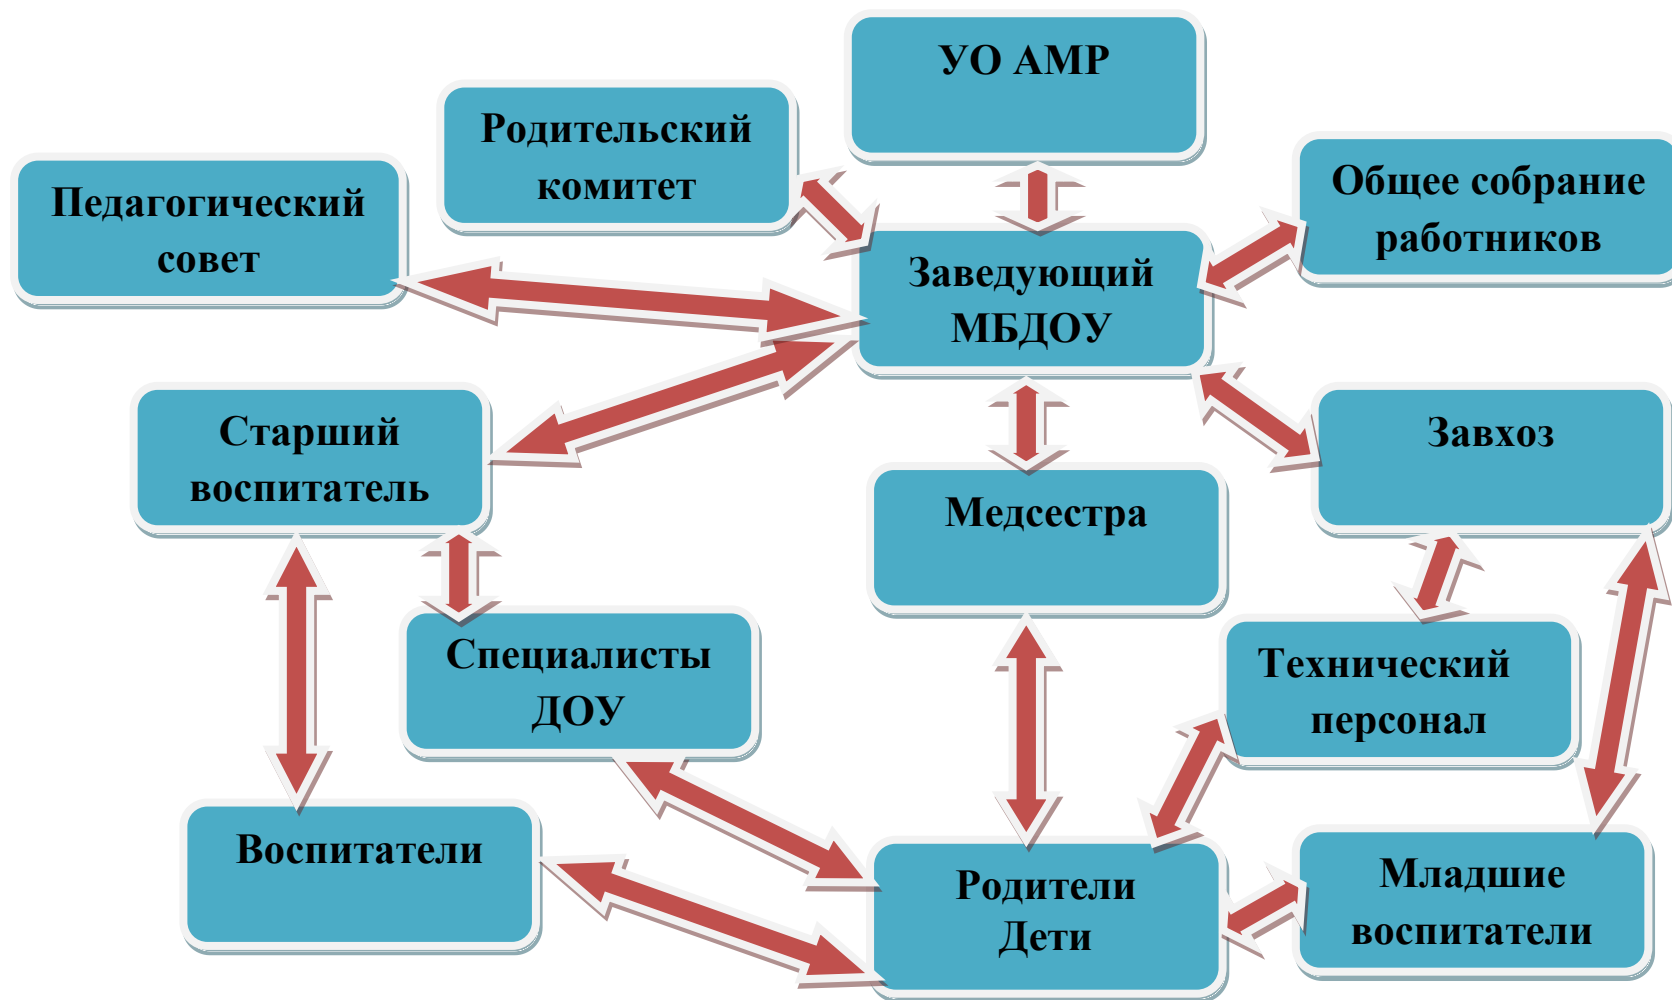 УО АМР
Родительский
комитет
Общее собрание
работников
Педагогический
совет
Заведующий
МБДОУ
Старший
воспитатель
Завхоз
Медсестра
Специалисты
ДОУ
Технический
персонал
Воспитатели
Родители
Дети
Младшие
воспитатели